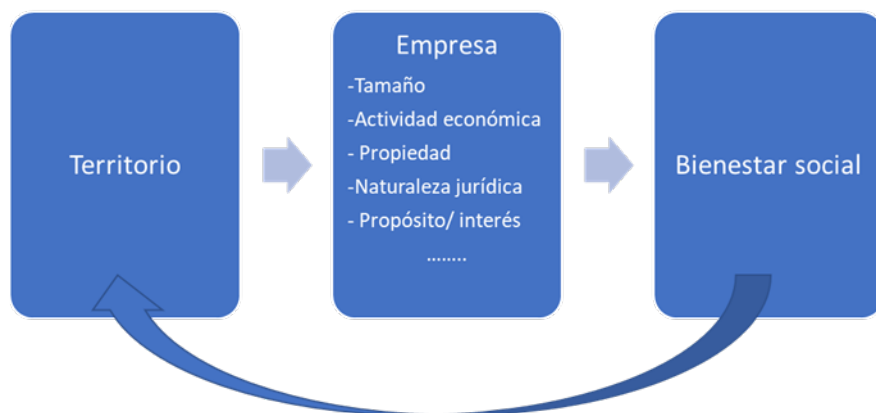 Territorio
Empresa
-Tamaño
-Actividad económica
- Propiedad
-Naturaleza jurídica
- Propósito/ interés
........
Bienestar social